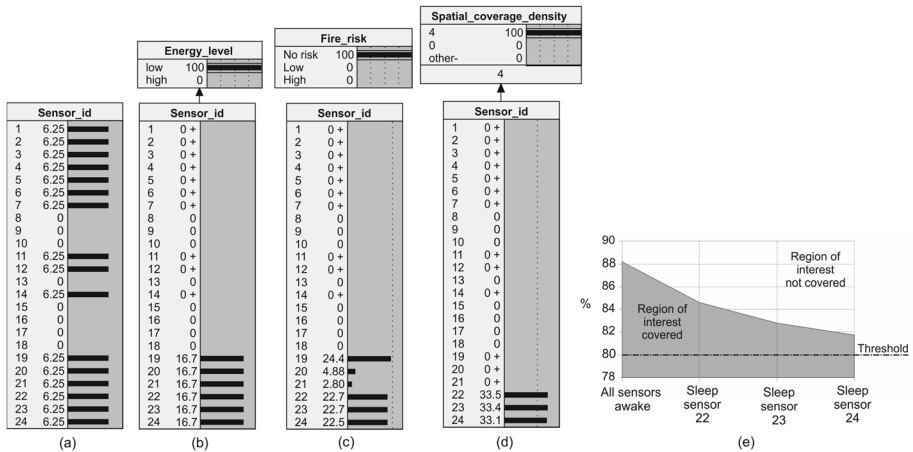 Energy_level
low 100
high 0
Fire_risk
No risk 100
Low 0
High 0
Spatial_coverage_density
4 100
0 0
other- 0
4
Sensor_id
1 6.25
2 6.25
3 6.25
4 6.25
5 6.25
6 6.25
7 6.25
8 0
9 0
10 0
11 6.25
12 6.25
13 0
14 6.25
15 0
16 0
17 0
18 0
19 6.25
20 6.25
21 6.25
22 6.25
23 6.25
24 6.25
(a)
Sensor_id
1 0 +
2 0 +
3 0 +
4 0 +
5 0 +
6 0 +
7 0 +
8 0
9 0
10 0
11 0 +
12 0 +
13 0
14 0 +
15 0
16 0
17 0
18 0
19 16.7
20 16.7
21 16.7
22 16.7
23 16.7
24 16.7
(b)
Sensor_id
1 0 +
2 0 +
3 0 +
4 0 +
5 0 +
6 0 +
7 0 +
8 0
9 0
10 0
11 0 +
12 0 +
13 0
14 0 +
15 0
16 0
17 0
18 0
19 24.4
20 4.88
21 2.80
22 22.7
23 22.7
24 22.5
(c)
Sensor_id
1 0 +
2 0 +
3 0 +
4 0 +
5 0 +
6 0 +
7 0 +
8 0
9 0
10 0
11 0 +
12 0 +
13 0
14 0 +
15 0
16 0
17 0
18 0
19 0 +
20 0 +
21 0 +
22 33.5
23 33.4
24 33.1
(d)
90
88
86
84
82
80
78
%
Region of
interest
not covered
Region of
interest
covered
Threshold
All sensors
awake
Sleep
sensor
22
Sleep
sensor
23
Sleep
sensor
24
(e)